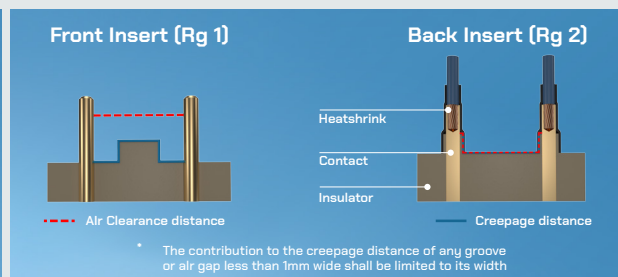 Front Insert (Rg 1)
Back Insert (Rg 2)
Heatshrink
Contact
Insulator
Air Clearance distance
Creepage distance
* The contribution to the creepage distance of any groove
or air gap less than 1mm wide shall be limited to its width